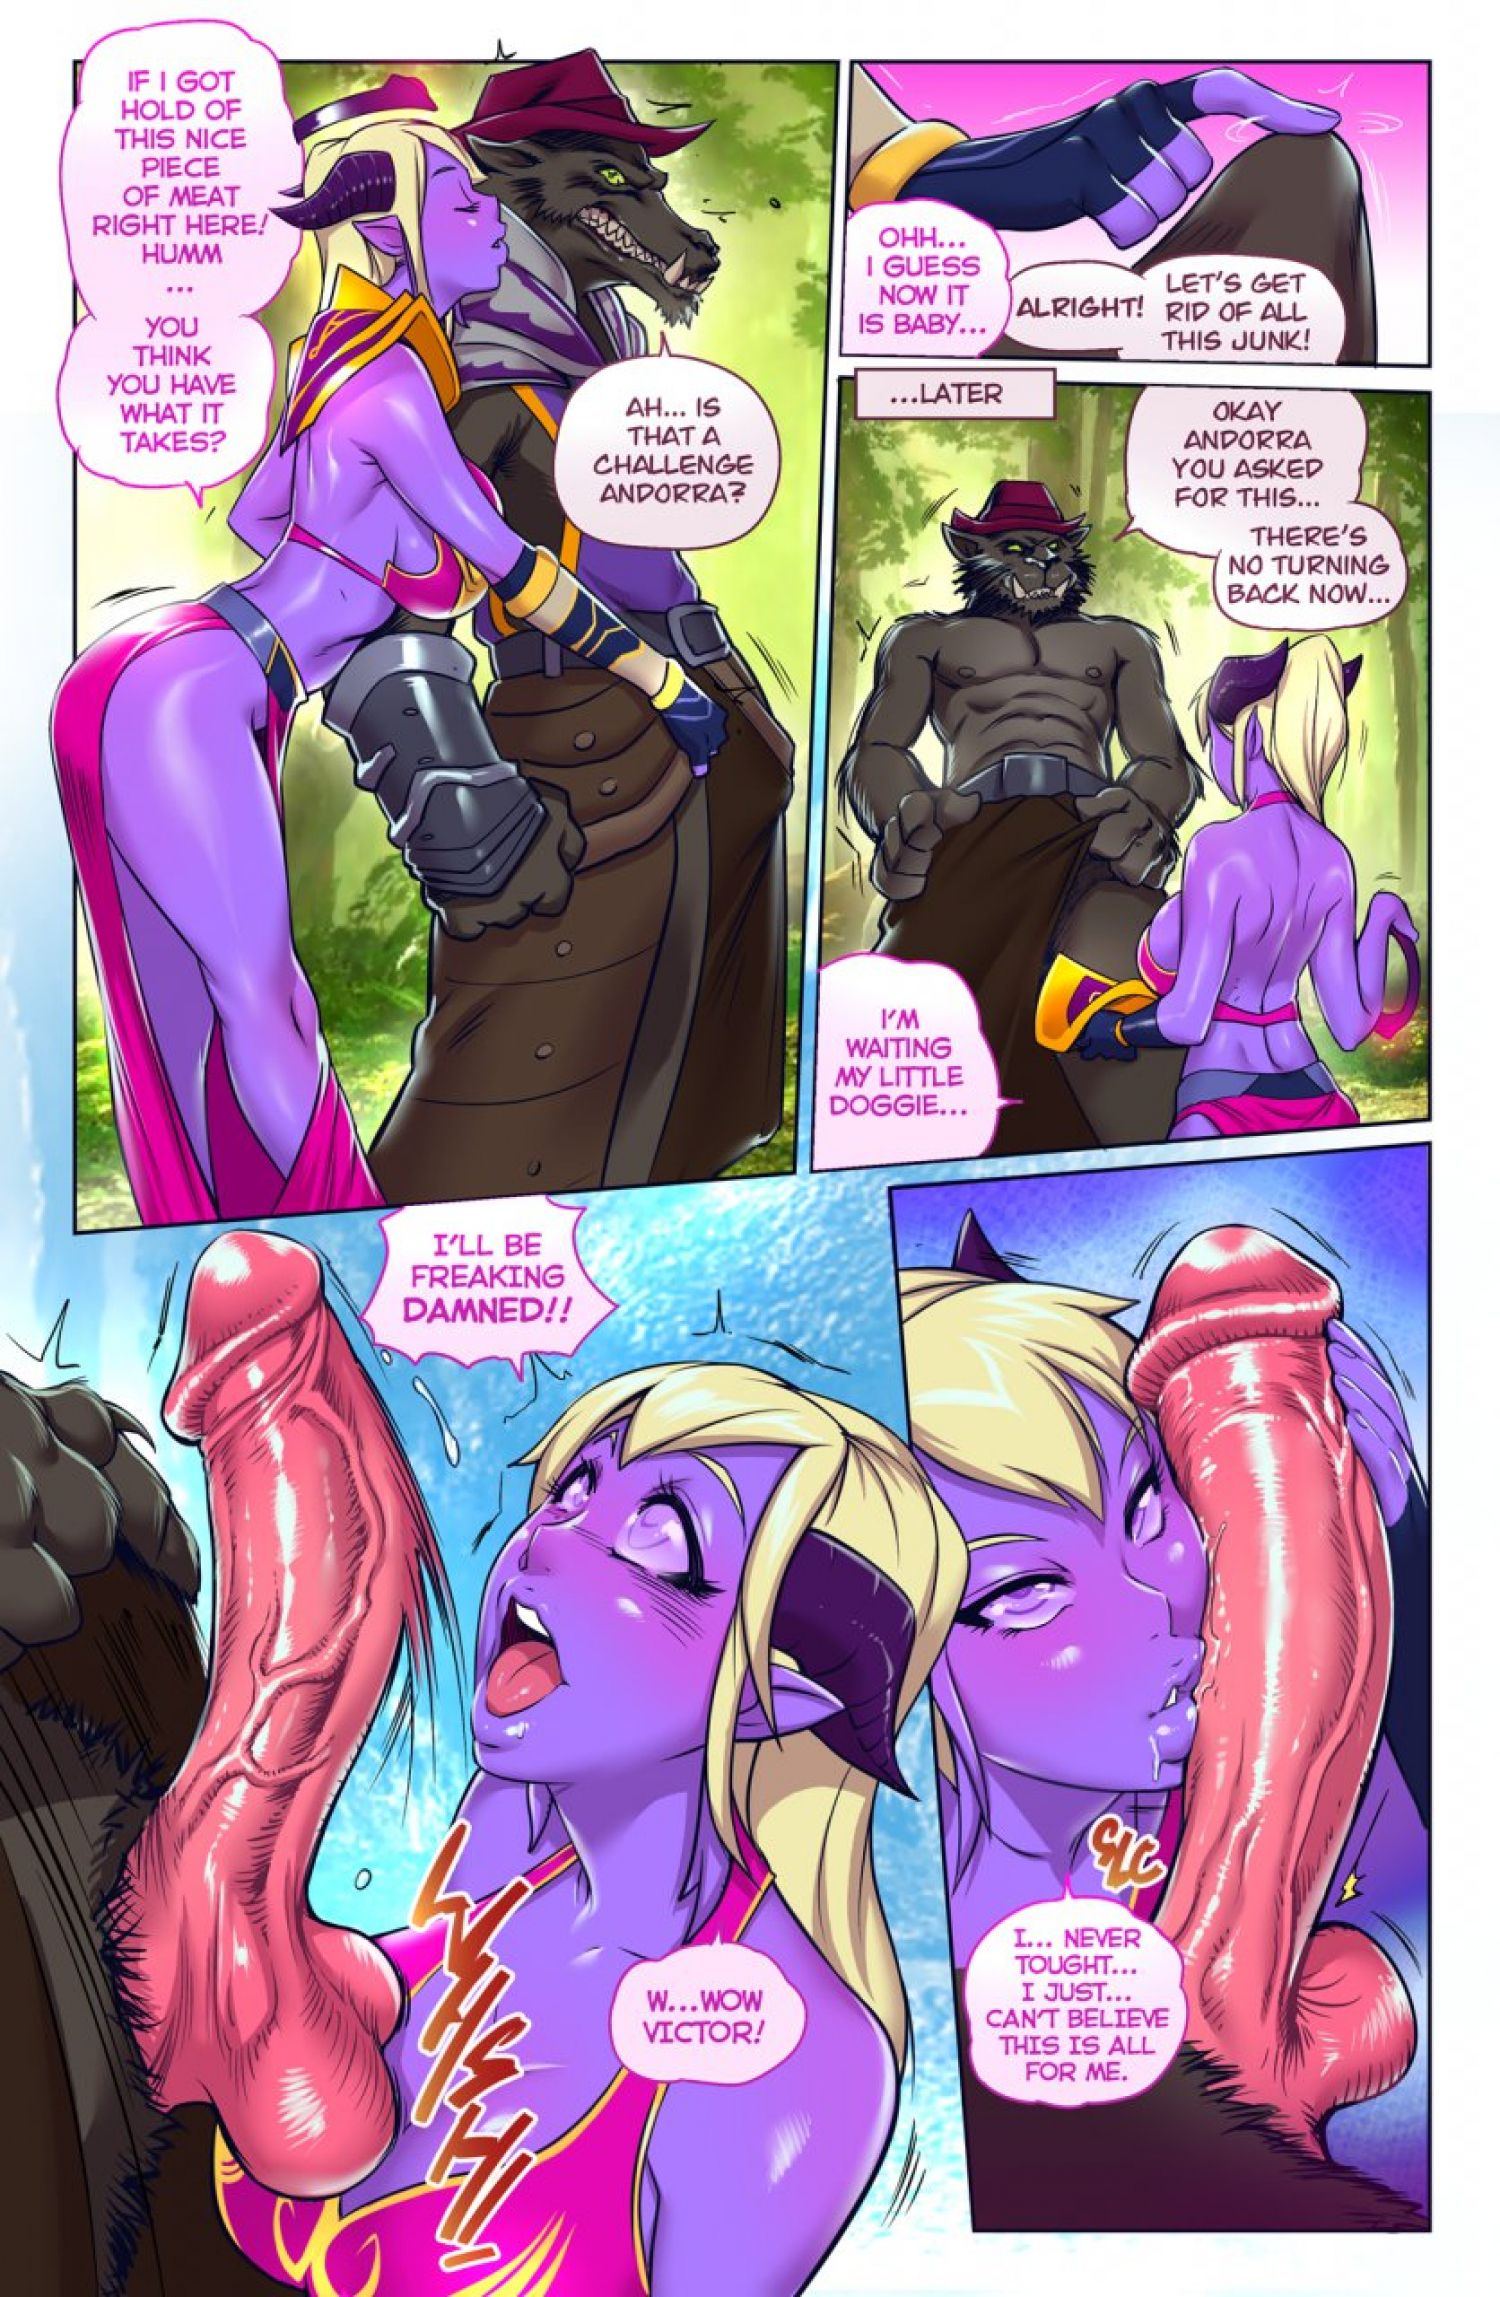 IF I GOT
HOLD OF
THIS NICE
PIECE
OF MEAT
RIGHT HERE!
HUMM
...
YOU
THINK
YOU HAVE
WHAT IT
TAKES?
AH... IS
THAT A
CHALLENGE
ANDORRA?
OHH...
I GUESS
NOW IT
IS BABY...
ALRIGHT!
LET'S GET
RID OF ALL
THIS JUNK!
...LATER
OKAY
ANDORRA
YOU ASKED
FOR THIS...
THERE'S
NO TURNING
BACK NOW...
I'M
WAITING
MY LITTLE
DOGGIE...
I'LL BE
FREAKING
DAMNED!!
W...WOW
VICTOR!
I... NEVER
TOUGHT...
I JUST...
CAN'T BELIEVE
THIS IS ALL
FOR ME.